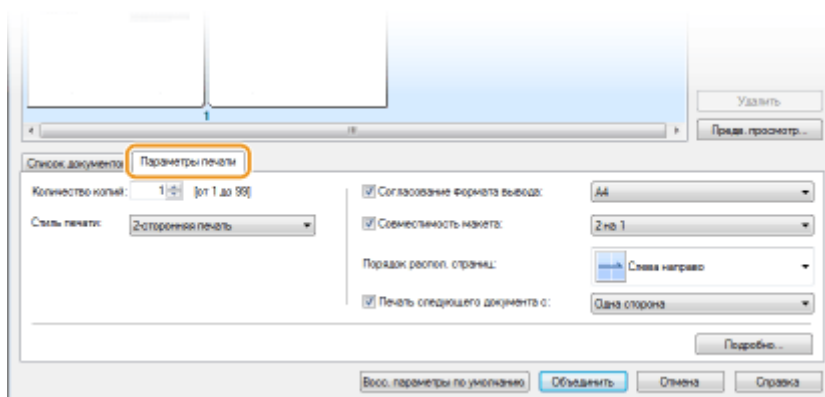 Удалить
1
Предв. просмотр...
Список документо
Параметры печати
Количество копий: 1 [от 1 до 99]
Согласование формата вывода: A4
Стиль печати: 2-сторонняя печать
Совместимость макета: 2 на 1
Порядок распол. страниц: Слева направо
Печать следующего документа с: Одна сторона
Подробно...
Восс. параметры по умолчанию Объединить Отмена Справка